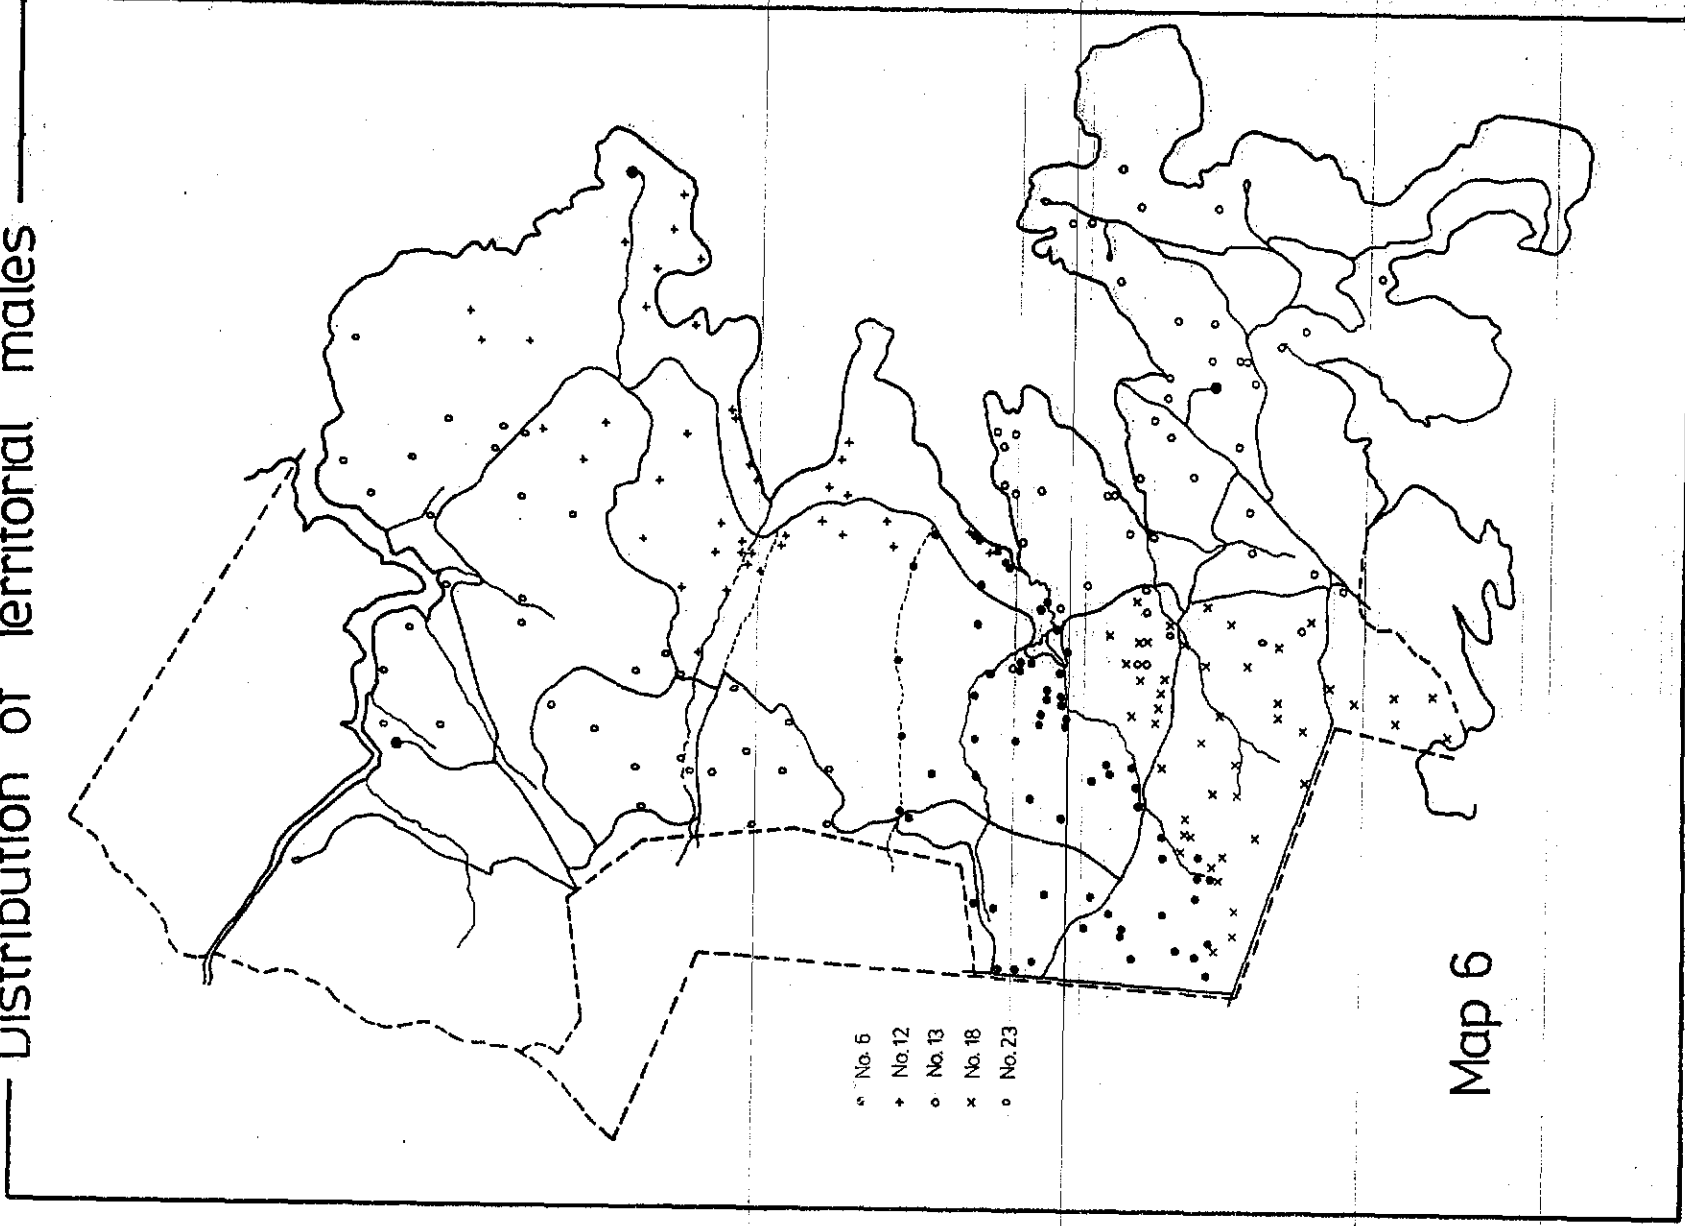 Distribution of territorial males
No. 6
+ No. 12
o No. 13
x No. 18
o No. 23
Map 6